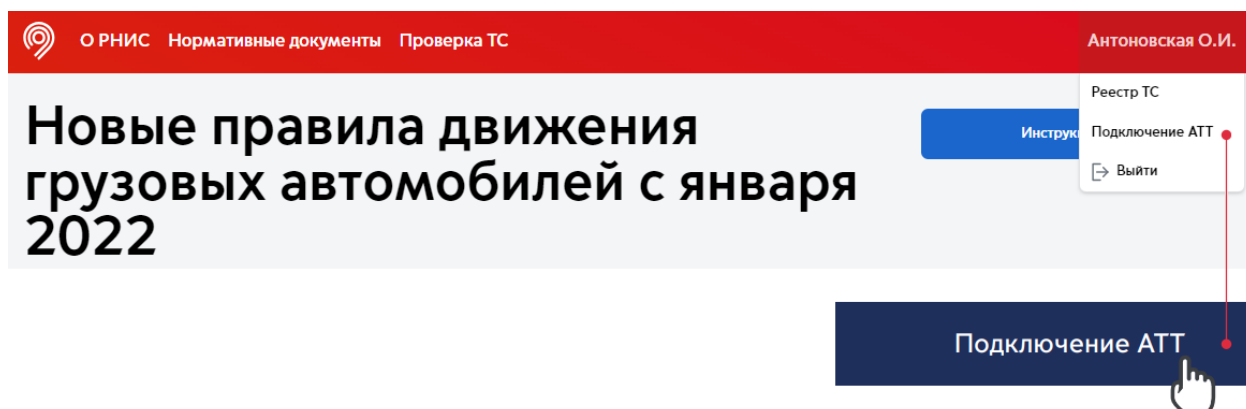 О РНИС Нормативные документы Проверка ТС Антоновская О.И.
Новые правила движения
грузовых автомобилей с января
2022
Реестр ТС
Подключение АТТ
Выйти
Подключение АТТ